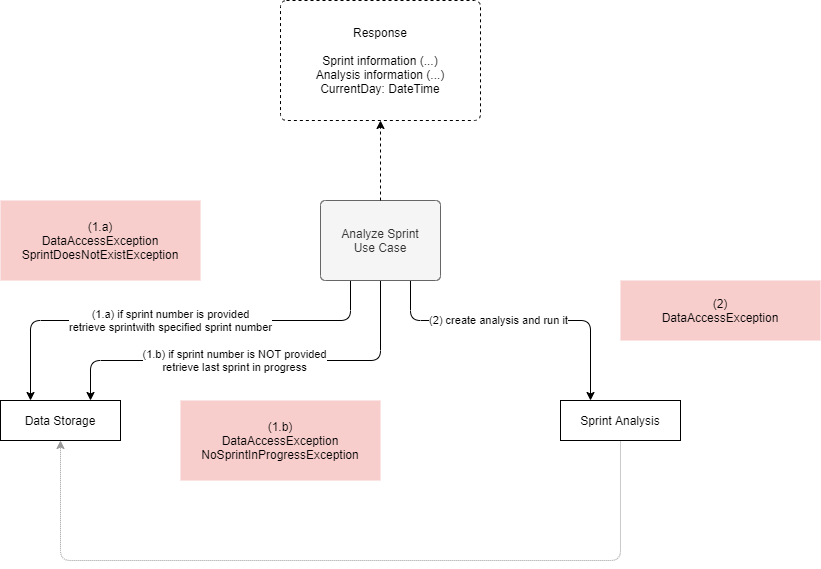 Response
Sprint information (...)
Analysis information (...)
CurrentDay: DateTime
Analyze Sprint
Use Case
(1.a)
DataAccessException
SprintDoesNotExistException
(1.a) if sprint number is provided
retrieve sprintwith specified sprint number
(2) create analysis and run it
(2)
DataAccessException
(1.b) if sprint number is NOT provided
retrieve last sprint in progress
Data Storage
(1.b)
DataAccessException
NoSprintInProgressException
Sprint Analysis